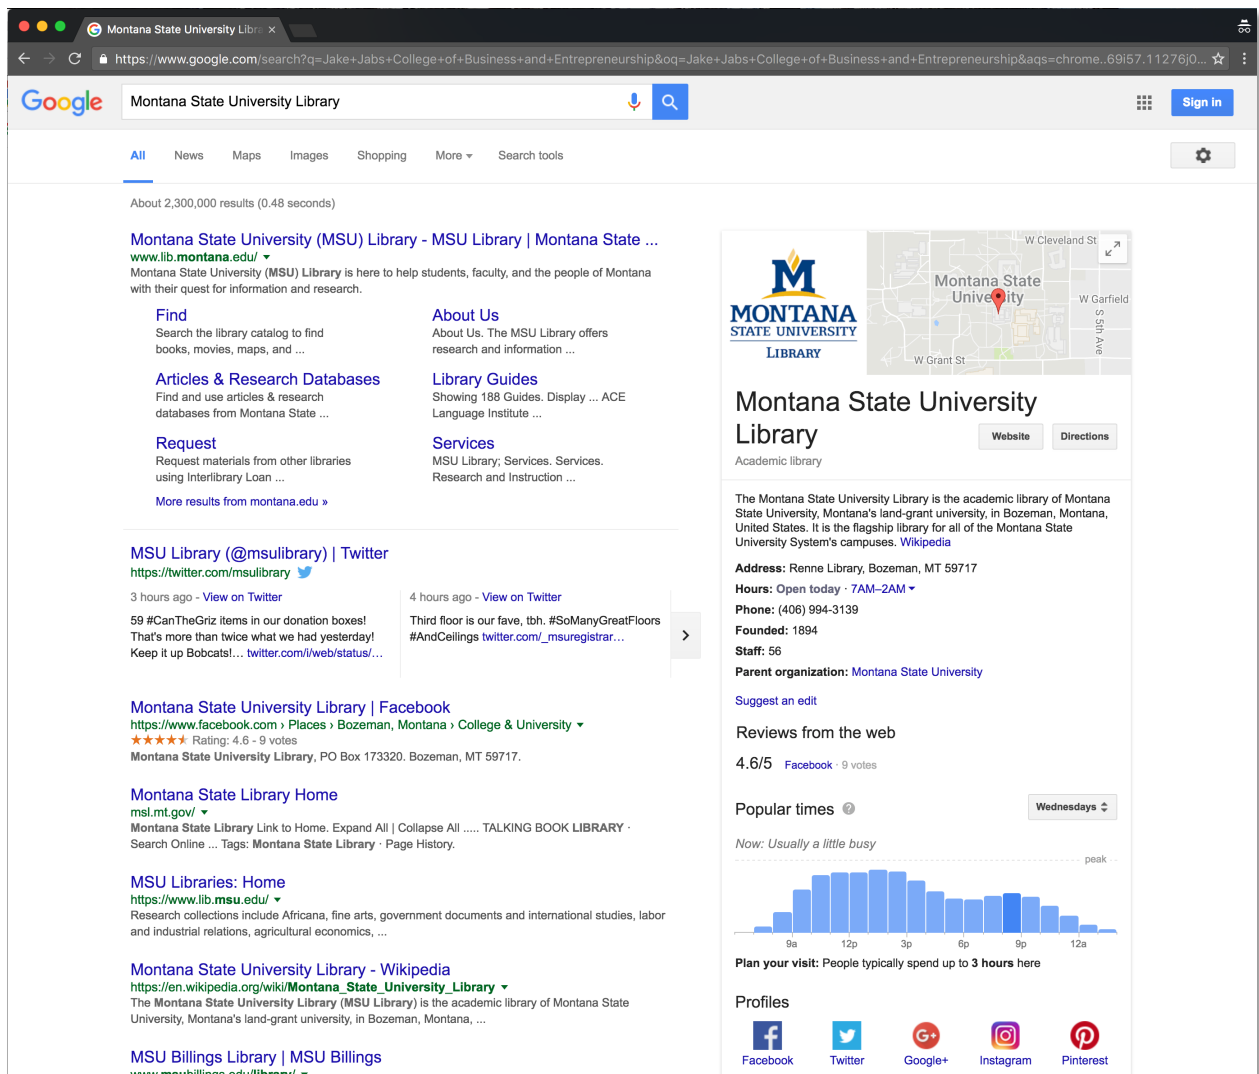 Montana State University Libra
https://www.google.com/search?q=Jake+Jabs+College+of+Business+and+Entrepreneurship&oq=Jake+Jabs+College+of+Business+and+Entrepreneurship&aqs=chrome..69i57.11276j0...
Google
Montana State University Library
Sign in
All News Maps Images Shopping More Search tools
About 2,300,000 results (0.48 seconds)
Montana State University (MSU) Library - MSU Library | Montana State ...
www.lib.montana.edu/
Montana State University (MSU) Library is here to help students, faculty, and the people of Montana
with their quest for information and research.
Find
Search the library catalog to find
books, movies, maps, and ...
About Us
About Us. The MSU Library offers
research and information ...
Articles & Research Databases
Find and use articles & research
databases from Montana State ...
Library Guides
Showing 188 Guides. Display ... ACE
Language Institute ...
Request
Request materials from other libraries
using Interlibrary Loan ...
Services
MSU Library; Services. Services.
Research and Instruction ...
More results from montana.edu »
MSU Library (@msulibrary) | Twitter
https://twitter.com/msulibrary
3 hours ago - View on Twitter
59 #CanTheGriz items in our donation boxes!
That's more than twice what we had yesterday!
Keep it up Bobcats!... twitter.com/i/web/status/...
4 hours ago - View on Twitter
Third floor is our fave, tbh. #SoManyGreatFloors
#AndCeilings twitter.com/_msuregistrar...
Montana State University Library | Facebook
https://www.facebook.com › Places › Bozeman, Montana › College & University
Rating: 4.6 - 9 votes
Montana State University Library, PO Box 173320. Bozeman, MT 59717.
Montana State Library Home
msl.mt.gov/
Montana State Library Link to Home. Expand All | Collapse All ..... TALKING BOOK LIBRARY ·
Search Online ... Tags: Montana State Library · Page History.
MSU Libraries: Home
https://www.lib.msu.edu/
Research collections include Africana, fine arts, government documents and international studies, labor
and industrial relations, agricultural economics, ...
Montana State University Library - Wikipedia
https://en.wikipedia.org/wiki/Montana_State_University_Library
The Montana State University Library (MSU Library) is the academic library of Montana State
University, Montana's land-grant university, in Bozeman, Montana, ...
MSU Billings Library | MSU Billings
www.msubillings.edu/library/
M
MONTANA
STATE UNIVERSITY
LIBRARY
W Cleveland St
Montana State
University
W Garfield
S 5th Ave
W Grant St
Montana State University
Library
Website
Directions
Academic library
The Montana State University Library is the academic library of Montana
State University, Montana's land-grant university, in Bozeman, Montana,
United States. It is the flagship library for all of the Montana State
University System's campuses. Wikipedia
Address: Renne Library, Bozeman, MT 59717
Hours: Open today · 7AM–2AM
Phone: (406) 994-3139
Founded: 1894
Staff: 56
Parent organization: Montana State University
Suggest an edit
Reviews from the web
4.6/5 Facebook · 9 votes
Popular times
Wednesdays
Now: Usually a little busy
peak
9a 12p 3p 6p 9p 12a
Plan your visit: People typically spend up to 3 hours here
Profiles
Facebook Twitter Google+ Instagram Pinterest